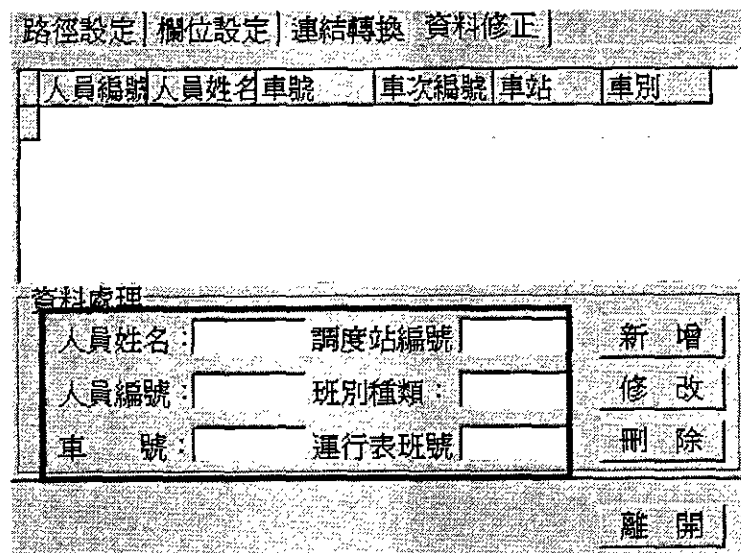 路徑設定 欄位設定 連結轉換 資料修正
人員編號 人員姓名 車號 車次編號 車站 車別
資料處理
人員姓名： 調度站編號 新 增
人員編號： 班別種類： 修 改
車 號： 運行表班號 刪 除
離 開